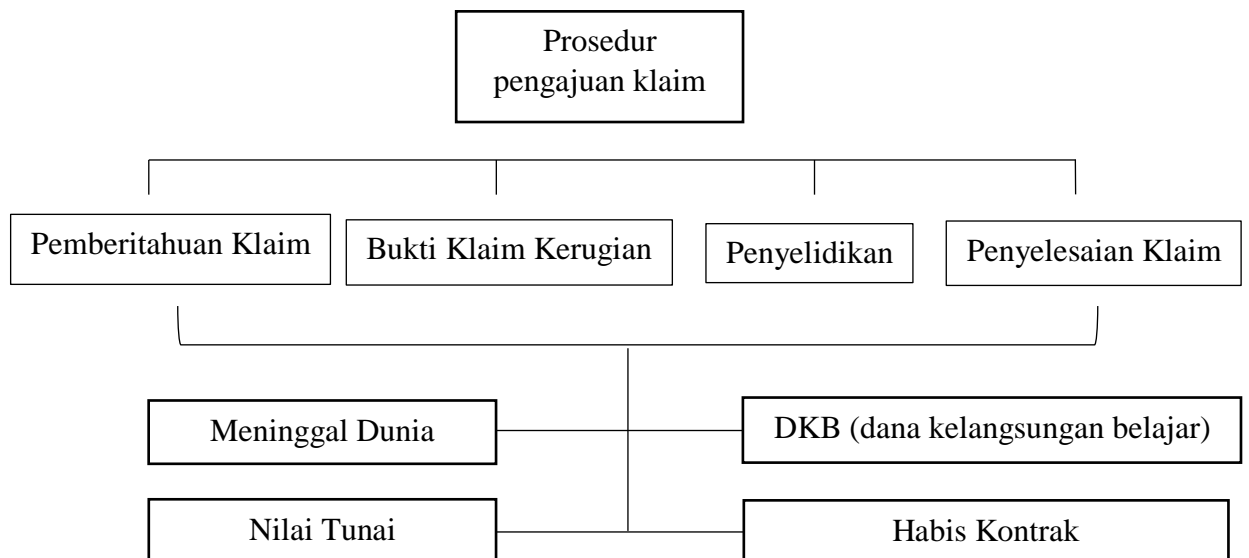 Prosedur
pengajuan klaim
Pemberitahuan Klaim
Bukti Klaim Kerugian
Penyelidikan
Penyelesaian Klaim
Meninggal Dunia
DKB (dana kelangsungan belajar)
Nilai Tunai
Habis Kontrak